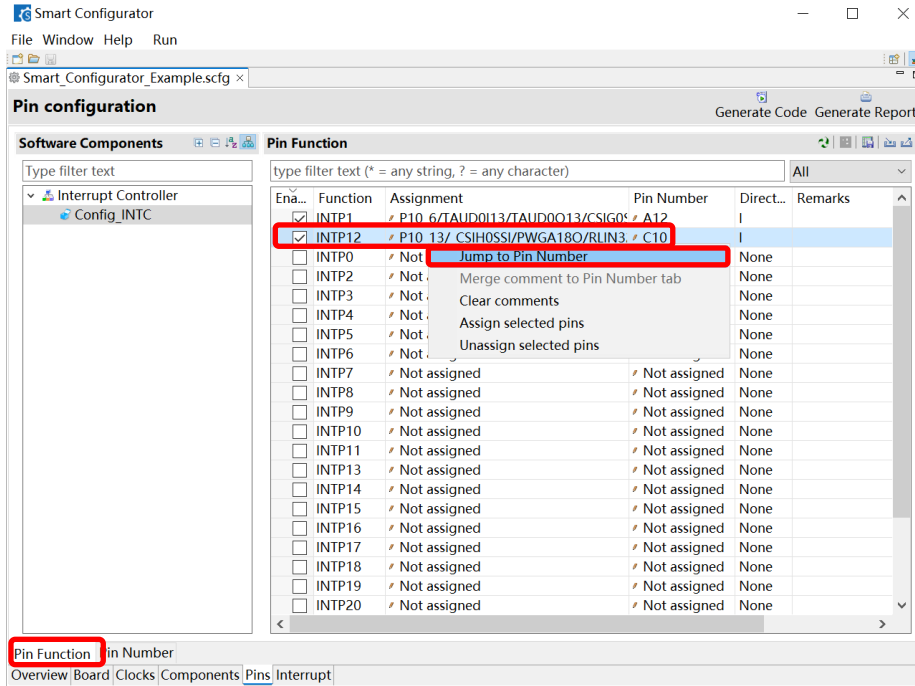 Smart Configurator
File Window Help Run
Smart_Configurator_Example.scfg
Pin configuration
Generate Code Generate Report
Software Components
Pin Function
type filter text
type filter text (* = any string, ? = any character)
All
Interrupt Controller
Config_INTC
Ena... Function Assignment Pin Number Direct... Remarks
INTP1 P10_6/TAUD0I13/TAUD0O13/CSIG0S A12 I
INTP12 P10_13/ CSIH0SSI/PWGA18O/RLIN3 C10 I
INTP0 Not None
Jump to Pin Number
INTP2 Not None
Merge comment to Pin Number tab
INTP3 Not None
Clear comments
INTP4 Not None
Assign selected pins
INTP5 Not None
Unassign selected pins
INTP6 Not None
INTP7 Not assigned Not assigned None
INTP8 Not assigned Not assigned None
INTP9 Not assigned Not assigned None
INTP10 Not assigned Not assigned None
INTP11 Not assigned Not assigned None
INTP13 Not assigned Not assigned None
INTP14 Not assigned Not assigned None
INTP15 Not assigned Not assigned None
INTP16 Not assigned Not assigned None
INTP17 Not assigned Not assigned None
INTP18 Not assigned Not assigned None
INTP19 Not assigned Not assigned None
INTP20 Not assigned Not assigned None
Pin Function Pin Number
Overview Board Clocks Components Pins Interrupt